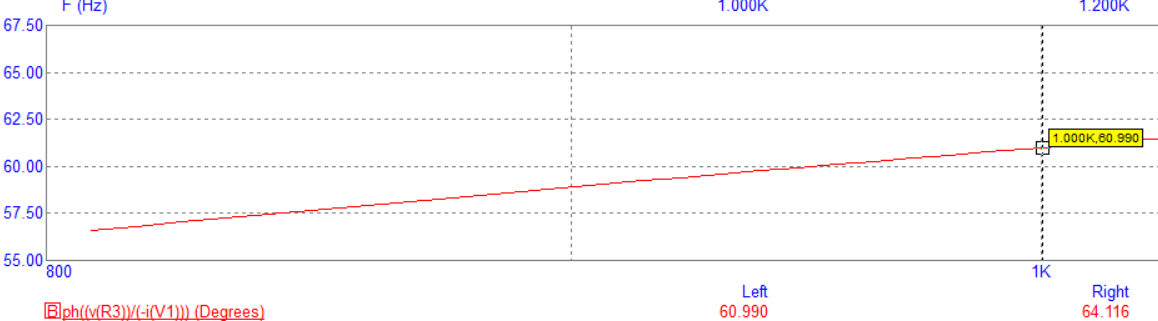 F (Hz) 1.000K 1.200K
67.50
65.00
62.50
1.000K,60.990
60.00
57.50
55.00
800 1K
Left Right
B ph((v(R3))/(-i(V1))) (Degrees) 60.990 64.116